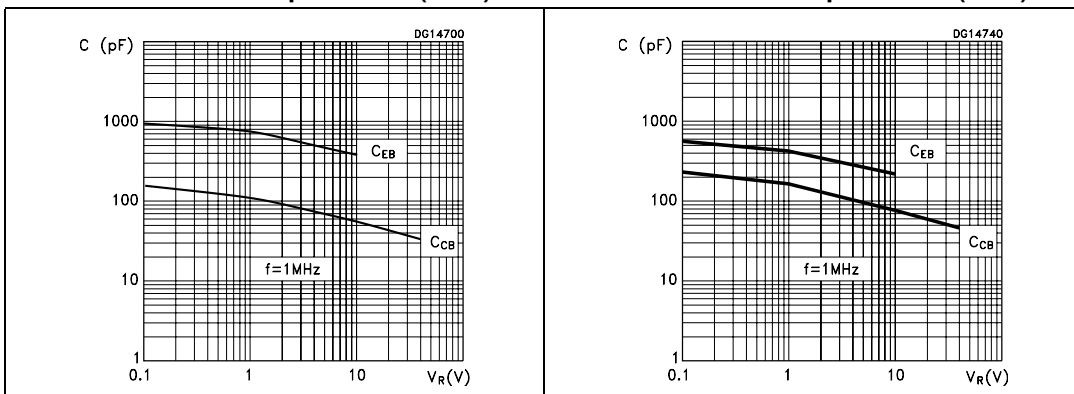 DG14700
C (pF)
1000
C_EB
100
C_CB
f=1MHz
10
1
0.1 1 10 V_R(V)
DG14740
C (pF)
1000
C_EB
100
C_CB
f=1MHz
10
1
0.1 1 10 V_R(V)